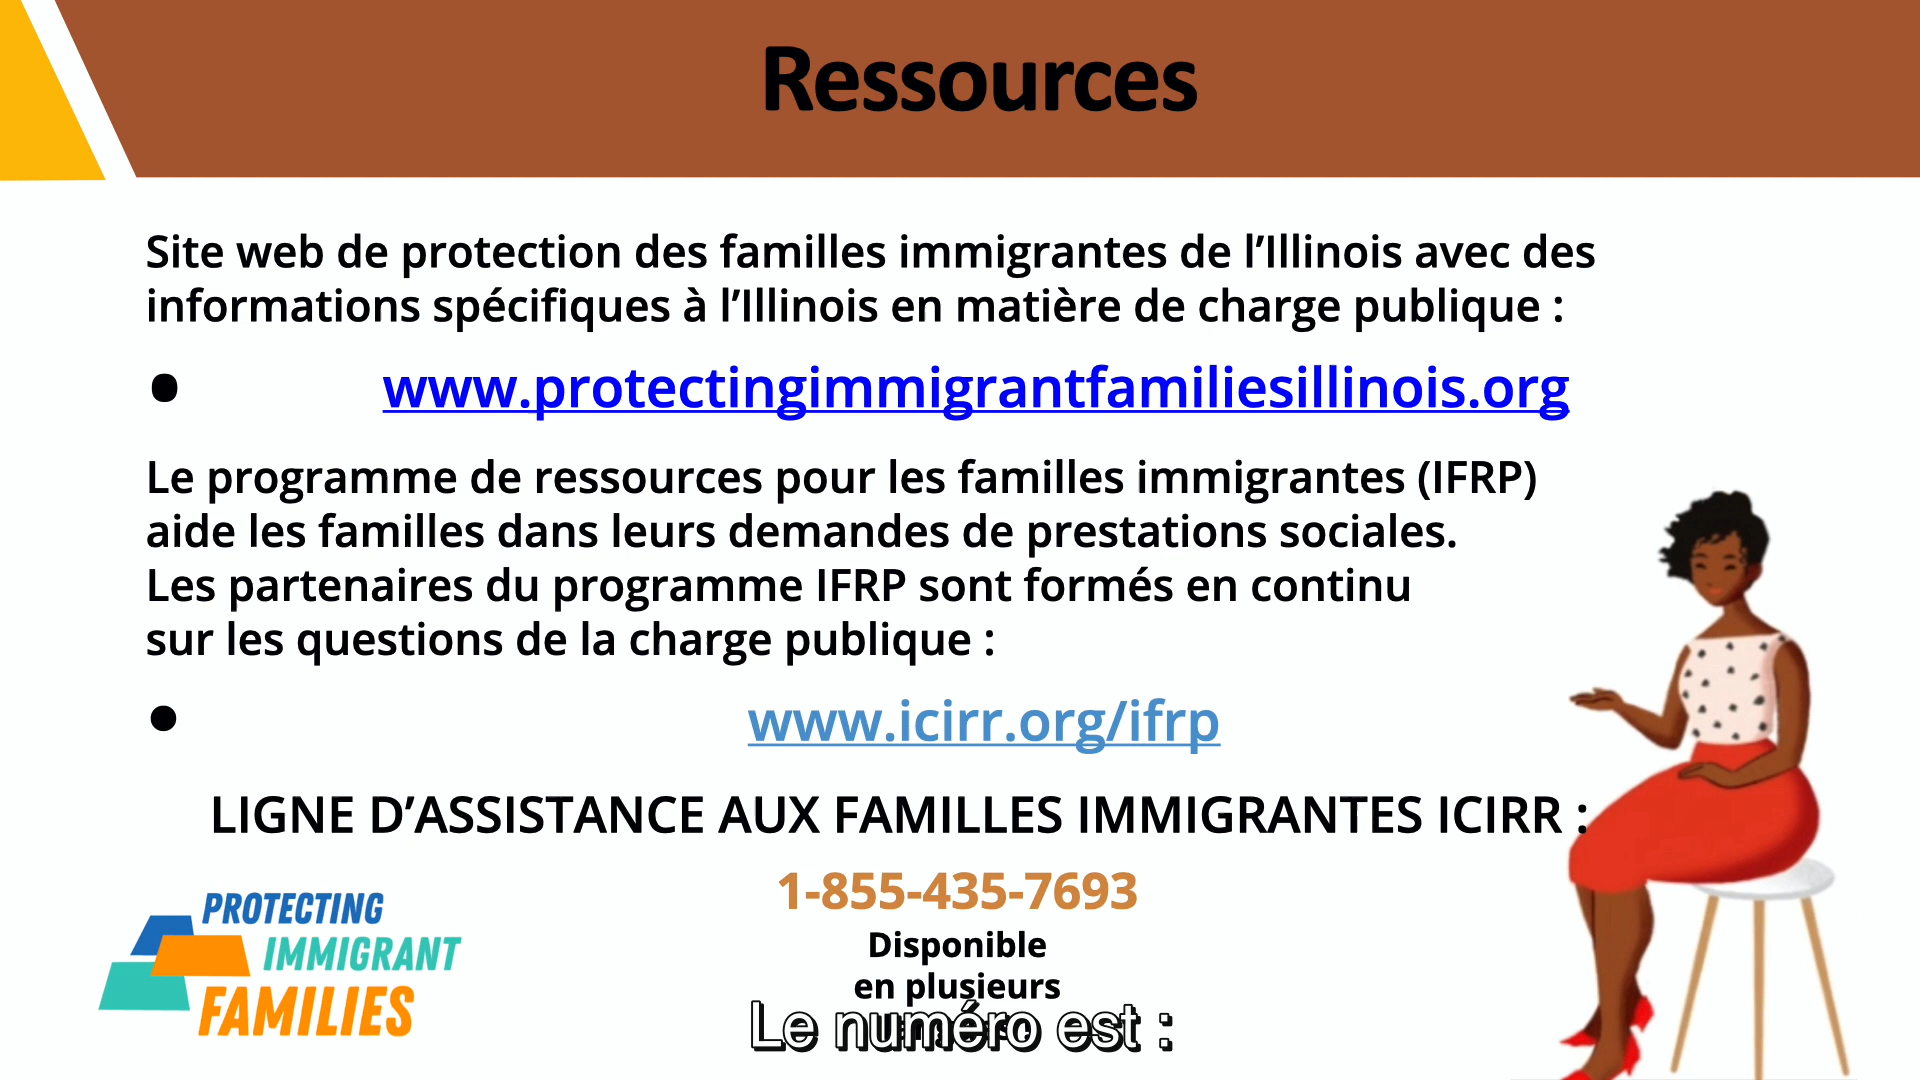 Ressources
Site web de protection des familles immigrantes de l’Illinois avec des
informations spécifiques à l’Illinois en matière de charge publique :
• www.protectingimmigrantfamiliesillinois.org
Le programme de ressources pour les familles immigrantes (IFRP)
aide les familles dans leurs demandes de prestations sociales.
Les partenaires du programme IFRP sont formés en continu
sur les questions de la charge publique :
• www.icirr.org/ifrp
LIGNE D’ASSISTANCE AUX FAMILLES IMMIGRANTES ICIRR :
1-855-435-7693
Disponible
en plusieurs
Le numéro est :
PROTECTING
IMMIGRANT
FAMILIES